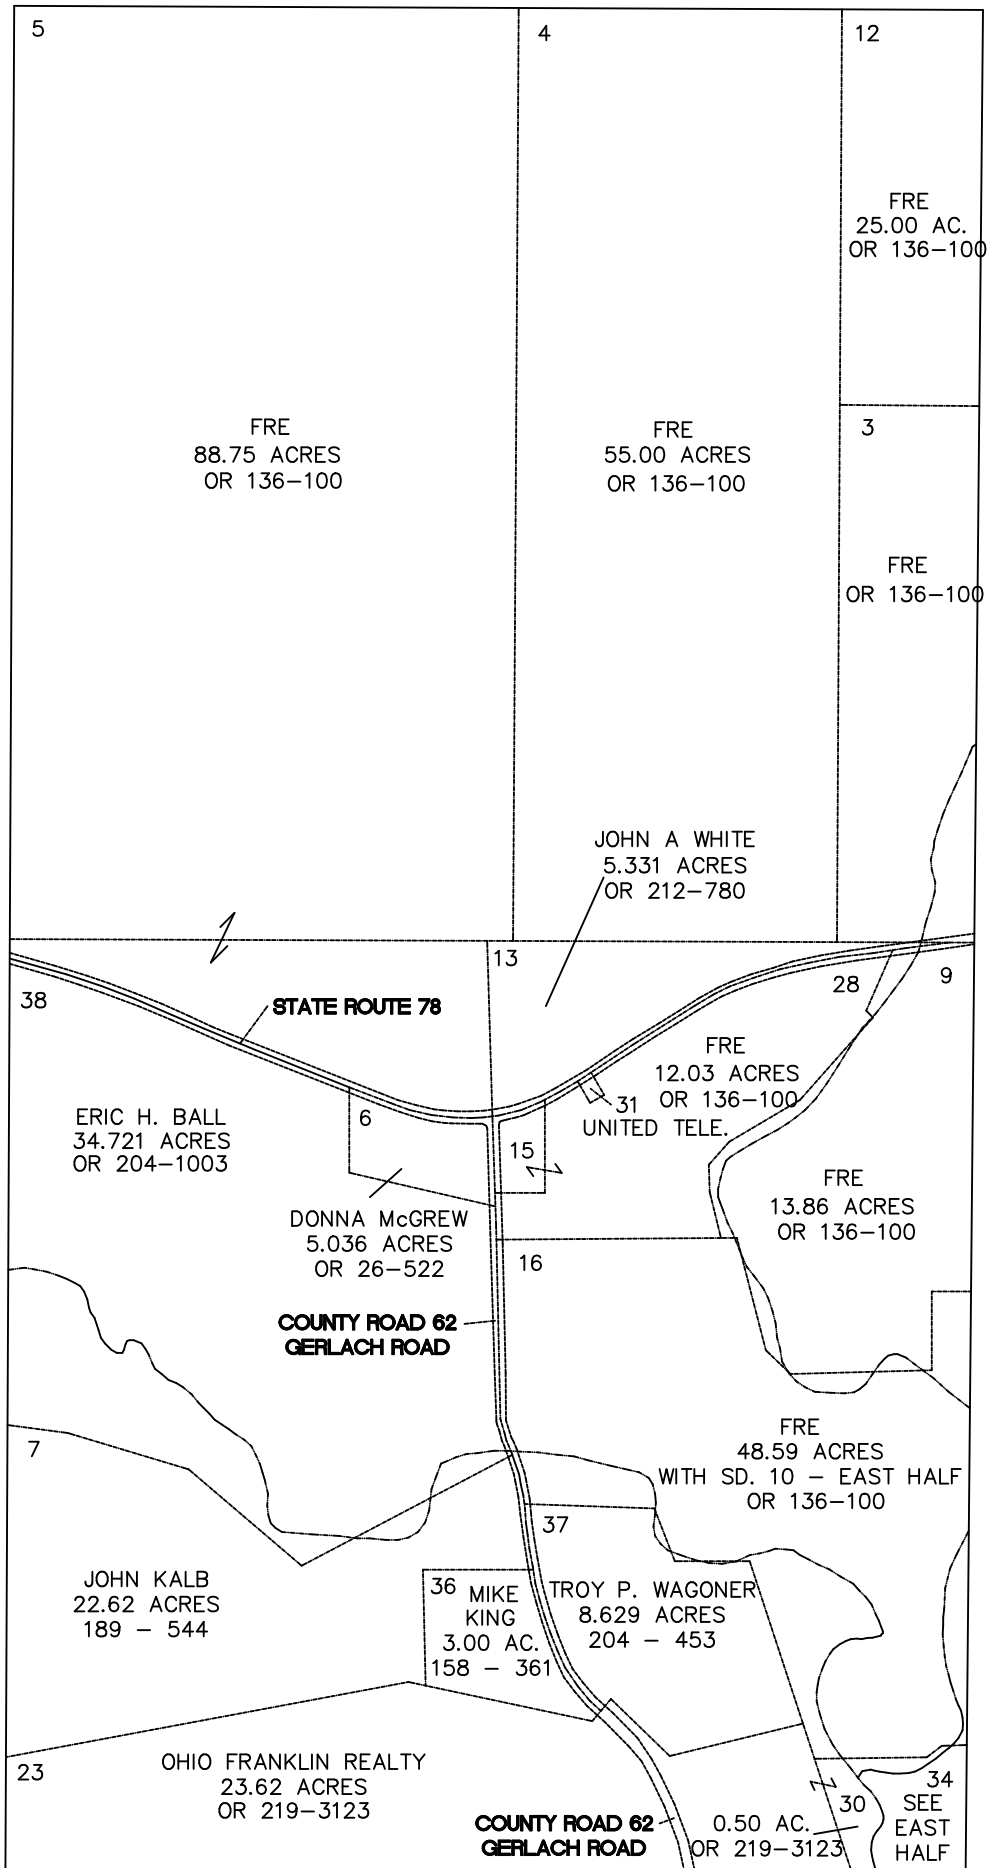 5
4
12
FRE
25.00 AC.
OR 136-100
3
FRE
88.75 ACRES
OR 136-100
FRE
55.00 ACRES
OR 136-100
FRE
OR 136-100
JOHN A WHITE
5.331 ACRES
OR 212-780
13
38
STATE ROUTE 78
28
9
FRE
12.03 ACRES
OR 136-100
31
UNITED TELE.
6
15
ERIC H. BALL
34.721 ACRES
OR 204-1003
FRE
13.86 ACRES
OR 136-100
DONNA McGREW
5.036 ACRES
OR 26-522
16
COUNTY ROAD 62
GERLACH ROAD
7
FRE
48.59 ACRES
WITH SD. 10 - EAST HALF
OR 136-100
37
JOHN KALB
22.62 ACRES
189 - 544
36
MIKE
KING
3.00 AC.
158 - 361
TROY P. WAGONER
8.629 ACRES
204 - 453
23
OHIO FRANKLIN REALTY
23.62 ACRES
OR 219-3123
COUNTY ROAD 62
GERLACH ROAD
30
0.50 AC.
OR 219-3123
34
SEE
EAST
HALF